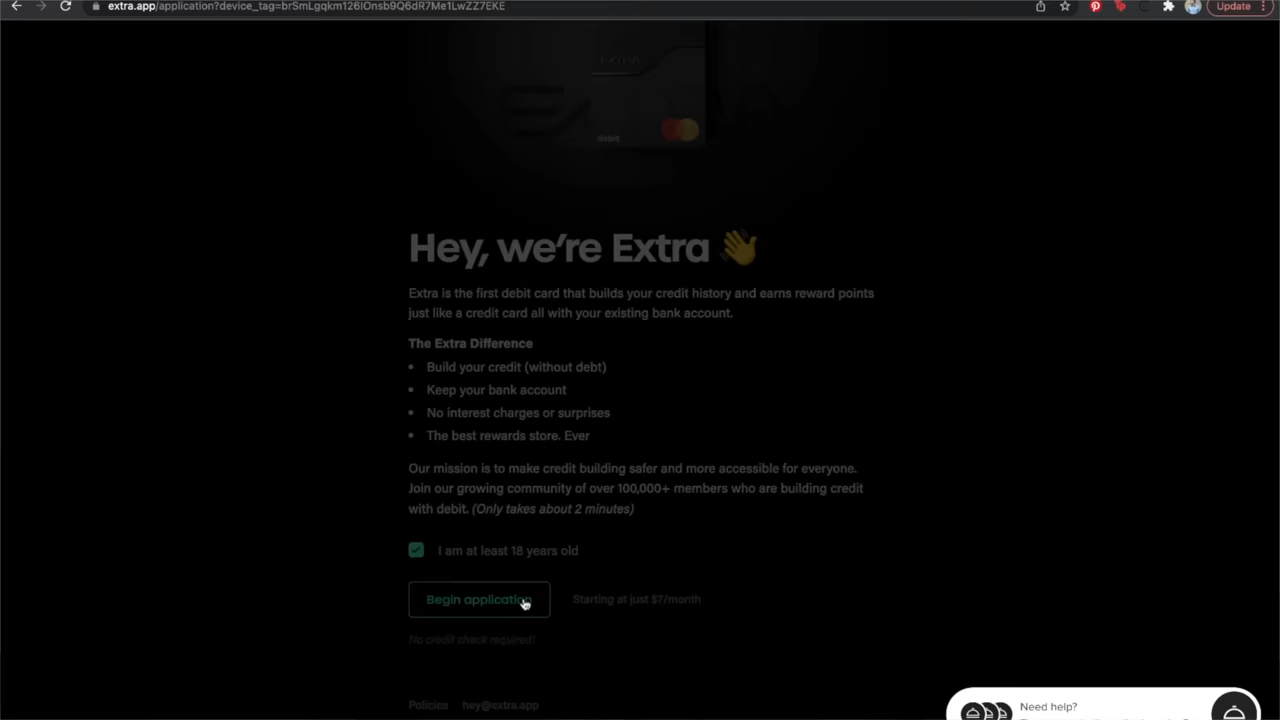 extra.app/application?device_tag=brSmLgqkm126IOnsb9Q6dR7Me1LwZZ7EKE
Update
EXTRA
debit
Hey, we're Extra 👋
Extra is the first debit card that builds your credit history and earns reward points
just like a credit card all with your existing bank account.
The Extra Difference
• Build your credit (without debt)
• Keep your bank account
• No interest charges or surprises
• The best rewards store. Ever
Our mission is to make credit building safer and more accessible for everyone.
Join our growing community of over 100,000+ members who are building credit
with debit. (Only takes about 2 minutes)
I am at least 18 years old
Begin application
Starting at just $7/month
No credit check required!
Policies
hey@extra.app
Need help?